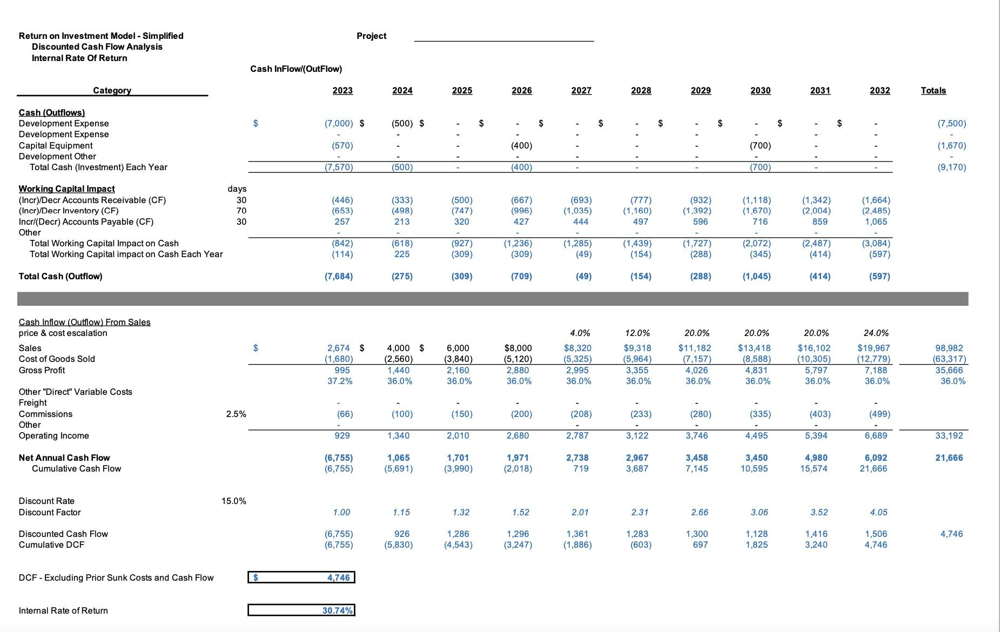 Return on Investment Model - Simplified Project
Discounted Cash Flow Analysis
Internal Rate Of Return
Cash InFlow/(OutFlow)
Category 2023 2024 2025 2026 2027 2028 2029 2030 2031 2032 Totals
Cash (Outflows)
Development Expense $ (7,000) $ (500) $ - $ - $ - $ - $ - $ - $ - $ - (7,500)
Development Expense - - - - - - - - - - -
Capital Equipment (570) - - (400) - - - (700) - - (1,670)
Development Other - - - - - - - - - - -
Total Cash (Investment) Each Year (7,570) (500) - (400) - - - (700) - - (9,170)
Working Capital Impact days
(Incr)/Decr Accounts Receivable (CF) 30 (446) (333) (500) (667) (693) (777) (932) (1,118) (1,342) (1,664)
(Incr)/Decr Inventory (CF) 70 (653) (498) (747) (996) (1,035) (1,160) (1,392) (1,670) (2,004) (2,485)
Incr/(Decr) Accounts Payable (CF) 30 257 213 320 427 444 497 596 716 859 1,065
Other - - - - - - - - - -
Total Working Capital Impact on Cash (842) (618) (927) (1,236) (1,285) (1,439) (1,727) (2,072) (2,487) (3,084)
Total Working Capital impact on Cash Each Year (114) 225 (309) (309) (49) (154) (288) (345) (414) (597)
Total Cash (Outflow) (7,684) (275) (309) (709) (49) (154) (288) (1,045) (414) (597)
Cash Inflow (Outflow) From Sales
price & cost escalation 4.0% 12.0% 20.0% 20.0% 20.0% 24.0%
Sales $ 2,674 $ 4,000 $ 6,000 $8,000 $8,320 $9,318 $11,182 $13,418 $16,102 $19,967 98,982
Cost of Goods Sold (1,680) (2,560) (3,840) (5,120) (5,325) (5,964) (7,157) (8,588) (10,305) (12,779) (63,317)
Gross Profit 995 1,440 2,160 2,880 2,995 3,355 4,026 4,831 5,797 7,188 35,666
37.2% 36.0% 36.0% 36.0% 36.0% 36.0% 36.0% 36.0% 36.0% 36.0% 36.0%
Other "Direct" Variable Costs
Freight - - - - - - - - - -
Commissions 2.5% (66) (100) (150) (200) (208) (233) (280) (335) (403) (499)
Other - - - - - - -
Operating Income 929 1,340 2,010 2,680 2,787 3,122 3,746 4,495 5,394 6,689 33,192
Net Annual Cash Flow (6,755) 1,065 1,701 1,971 2,738 2,967 3,458 3,450 4,980 6,092 21,666
Cumulative Cash Flow (6,755) (5,691) (3,990) (2,018) 719 3,687 7,145 10,595 15,574 21,666
Discount Rate 15.0%
Discount Factor 1.00 1.15 1.32 1.52 2.01 2.31 2.66 3.06 3.52 4.05
Discounted Cash Flow (6,755) 926 1,286 1,296 1,361 1,283 1,300 1,128 1,416 1,506 4,746
Cumulative DCF (6,755) (5,830) (4,543) (3,247) (1,886) (603) 697 1,825 3,240 4,746
DCF - Excluding Prior Sunk Costs and Cash Flow $ 4,746
Internal Rate of Return 30.74%